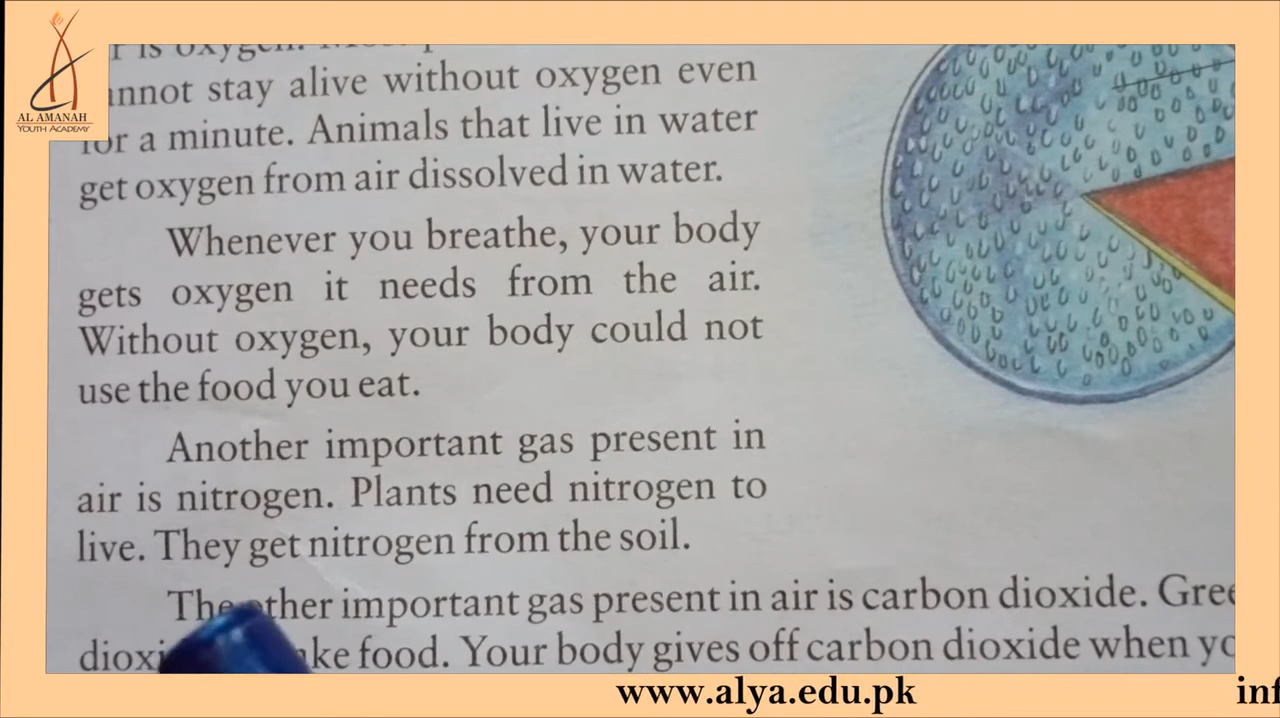 AL AMANAH
YOUTH ACADEMY
is oxygen.
stay alive without oxygen even
for a minute. Animals that live in water
get oxygen from air dissolved in water.
Whenever you breathe, your body
gets oxygen it needs from the air.
Without oxygen, your body could not
use the food you eat.
Another important gas present in
air is nitrogen. Plants need nitrogen to
live. They get nitrogen from the soil.
The other important gas present in air is carbon dioxide.
food. Your body gives off carbon dioxide when
www.alya.edu.pk